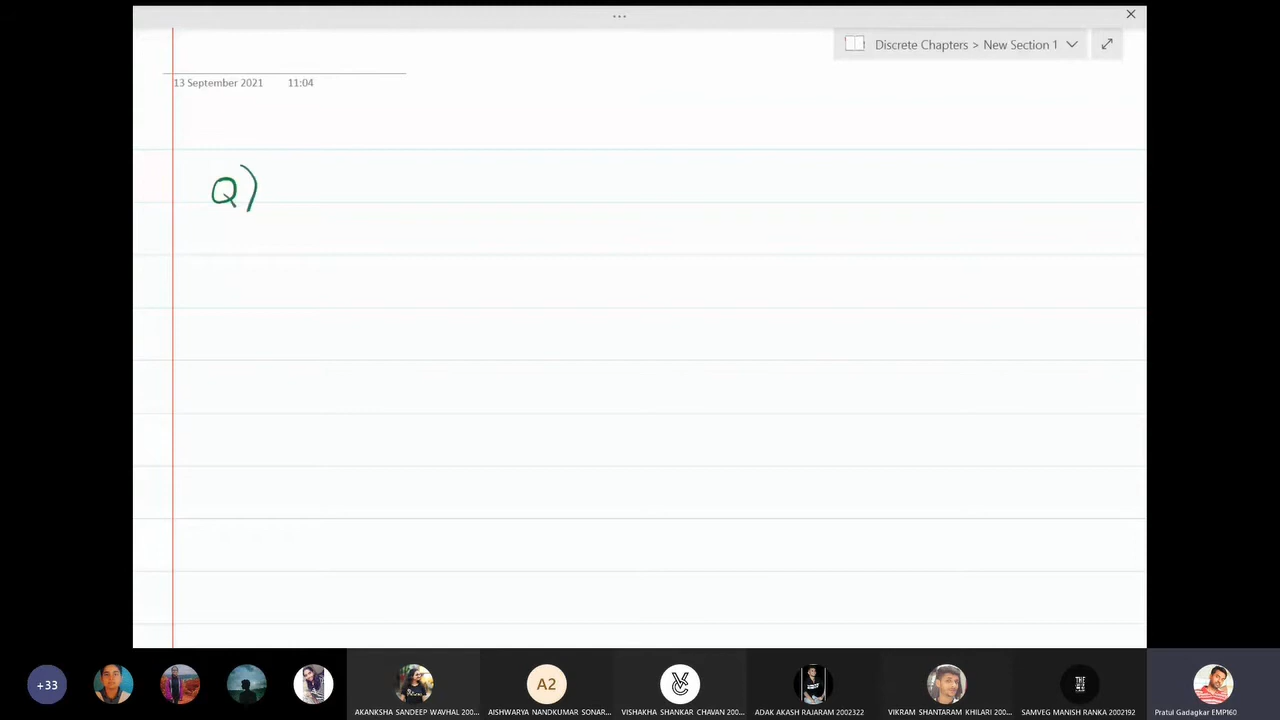 ...
Discrete Chapters > New Section 1
13 September 2021 11:04
Q)
+33
A2
AKANKSHA SANDEEP WAVHAL 200...
AISHWARYA NANDKUMAR SONAR...
VISHAKHA SHANKAR CHAVAN 200...
ADAK AKASH RAJARAM 2002322
VIKRAM SHANTARAM KHILARI 200...
SAMVEG MANISH RANKA 2002192
Pratul Gadagkar EMP160